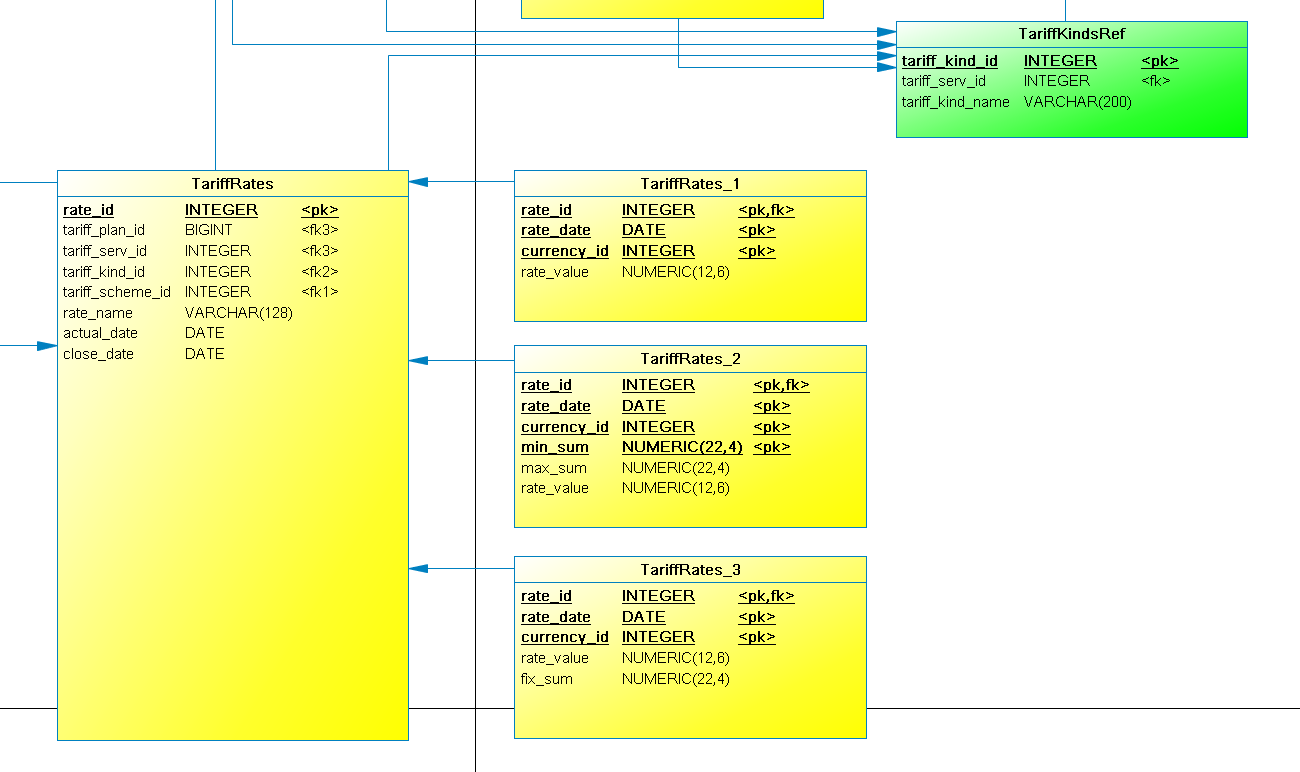 TariffKindsRef
tariff_kind_id INTEGER <pk>
tariff_serv_id INTEGER <fk>
tariff_kind_name VARCHAR(200)
TariffRates
rate_id INTEGER <pk>
tariff_plan_id BIGINT <fk3>
tariff_serv_id INTEGER <fk3>
tariff_kind_id INTEGER <fk2>
tariff_scheme_id INTEGER <fk1>
rate_name VARCHAR(128)
actual_date DATE
close_date DATE
TariffRates_1
rate_id INTEGER <pk,fk>
rate_date DATE <pk>
currency_id INTEGER <pk>
rate_value NUMERIC(12,6)
TariffRates_2
rate_id INTEGER <pk,fk>
rate_date DATE <pk>
currency_id INTEGER <pk>
min_sum NUMERIC(22,4) <pk>
max_sum NUMERIC(22,4)
rate_value NUMERIC(12,6)
TariffRates_3
rate_id INTEGER <pk,fk>
rate_date DATE <pk>
currency_id INTEGER <pk>
rate_value NUMERIC(12,6)
fix_sum NUMERIC(22,4)